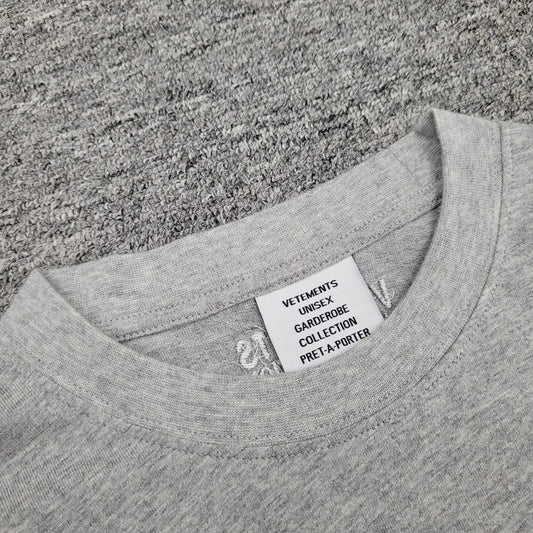 VETEMENTS
UNISEX
GARDEROBE
COLLECTION
PRET-A-PORTER